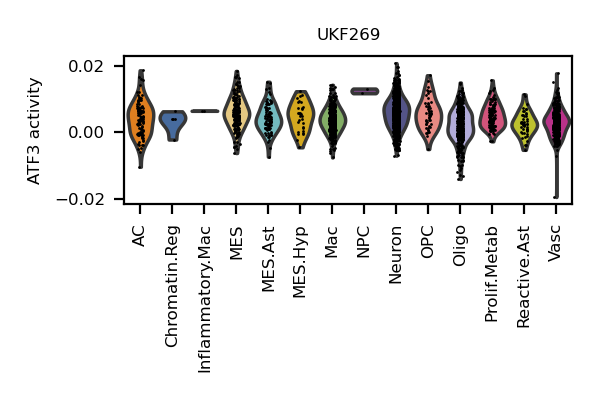 UKF269
ATF3 activity
0.02
0.00
−0.02
AC
Chromatin.Reg
Inflammatory.Mac
MES
MES.Ast
MES.Hyp
Mac
NPC
Neuron
OPC
Oligo
Prolif.Metab
Reactive.Ast
Vasc